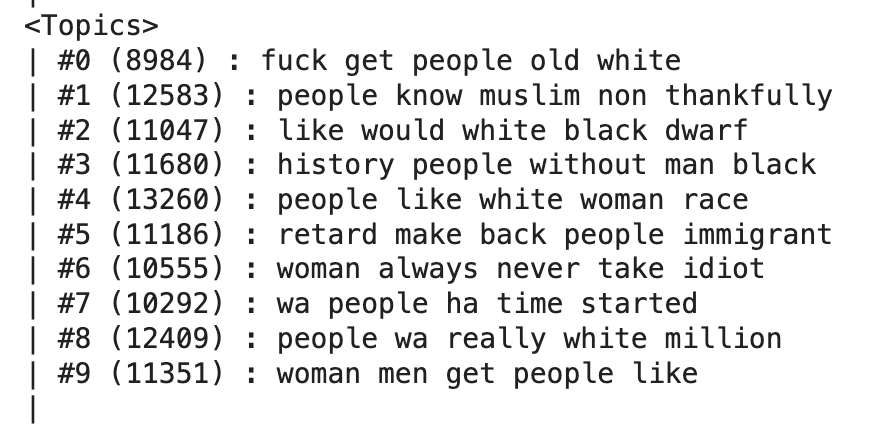 <Topics>
| #0 (8984) : fuck get people old white
| #1 (12583) : people know muslim non thankfully
| #2 (11047) : like would white black dwarf
| #3 (11680) : history people without man black
| #4 (13260) : people like white woman race
| #5 (11186) : retard make back people immigrant
| #6 (10555) : woman always never take idiot
| #7 (10292) : wa people ha time started
| #8 (12409) : people wa really white million
| #9 (11351) : woman men get people like
|